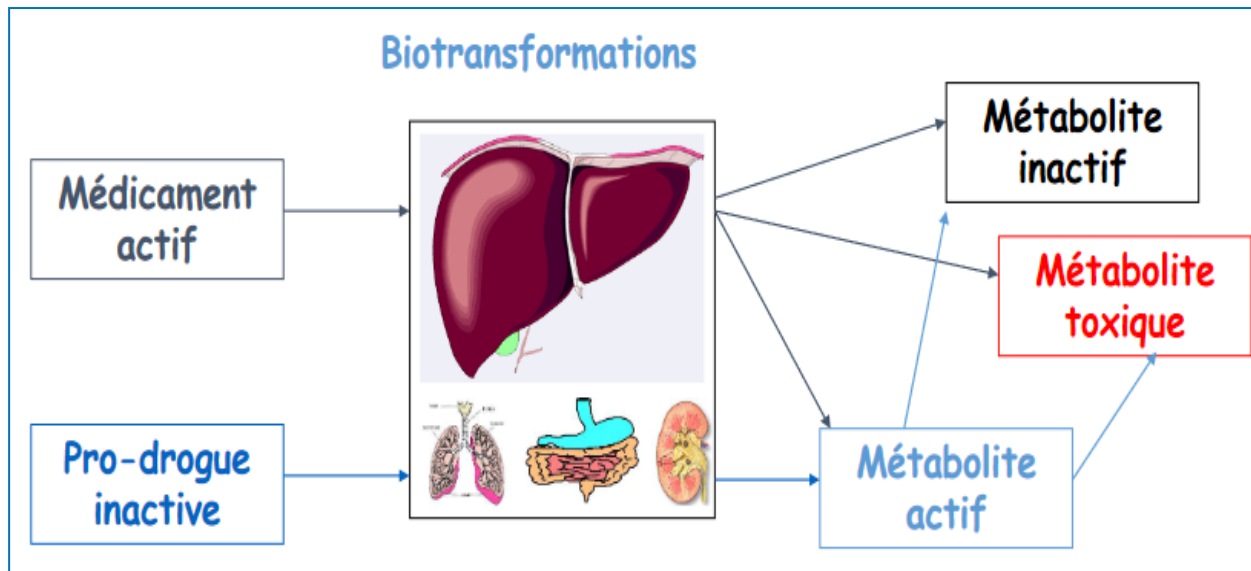 Biotransformations
Médicament
actif
Pro-drogue
inactive
Métabolite
inactif
Métabolite
toxique
Métabolite
actif